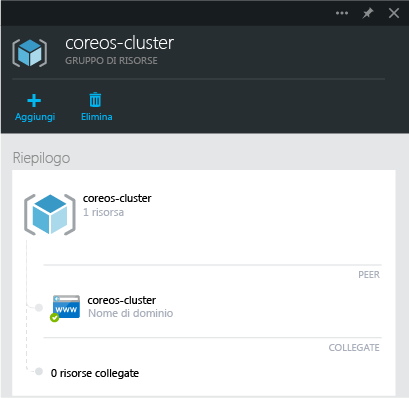 coreos-cluster
GRUPPO DI RISORSE
Aggiungi
Elimina
Riepilogo
coreos-cluster
1 risorsa
PEER
www
coreos-cluster
Nome di dominio
COLLEGATE
0 risorse collegate